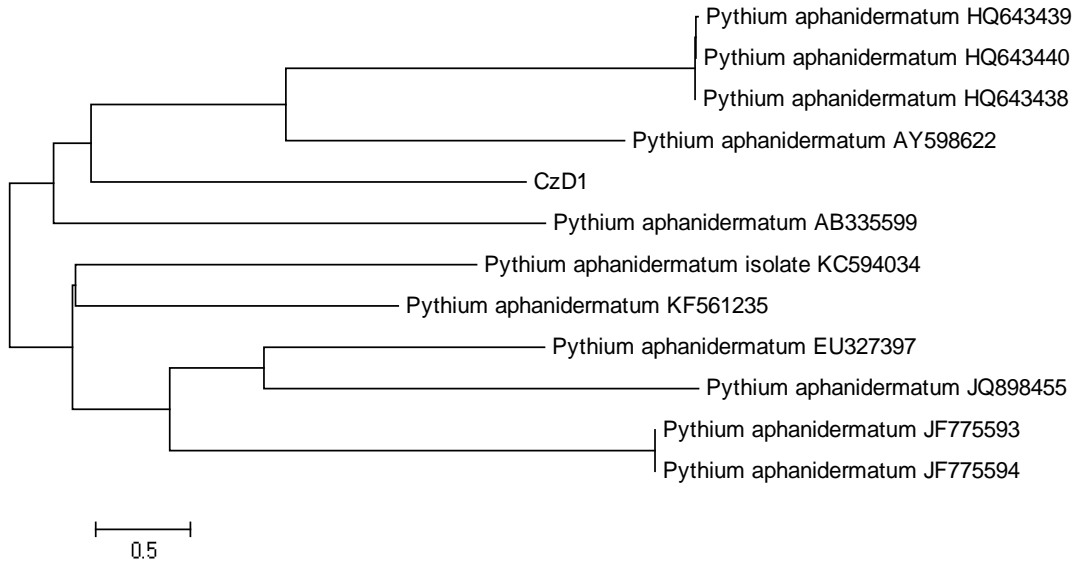 Pythium aphanidermatum HQ643439
Pythium aphanidermatum HQ643440
Pythium aphanidermatum HQ643438
Pythium aphanidermatum AY598622
CzD1
Pythium aphanidermatum AB335599
Pythium aphanidermatum isolate KC594034
Pythium aphanidermatum KF561235
Pythium aphanidermatum EU327397
Pythium aphanidermatum JQ898455
Pythium aphanidermatum JF775593
Pythium aphanidermatum JF775594
0.5